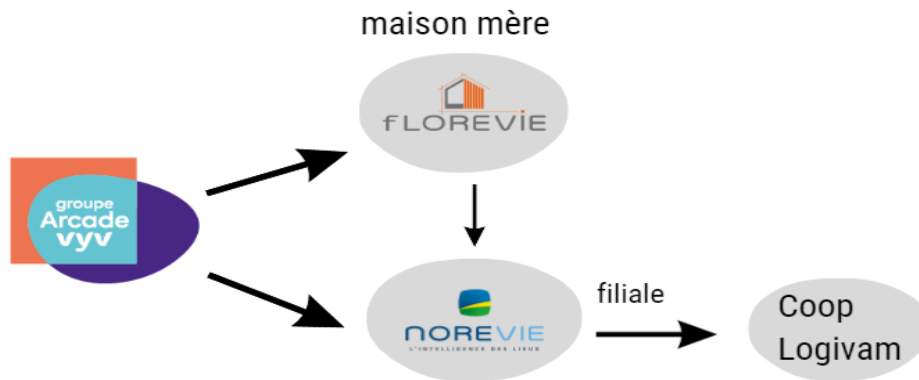 maison mère
fLOREViE
groupe
Arcade
vyv
NOREVIE
L'INTELLIGENCE DES LIEUX
filiale
Coop
Logivam